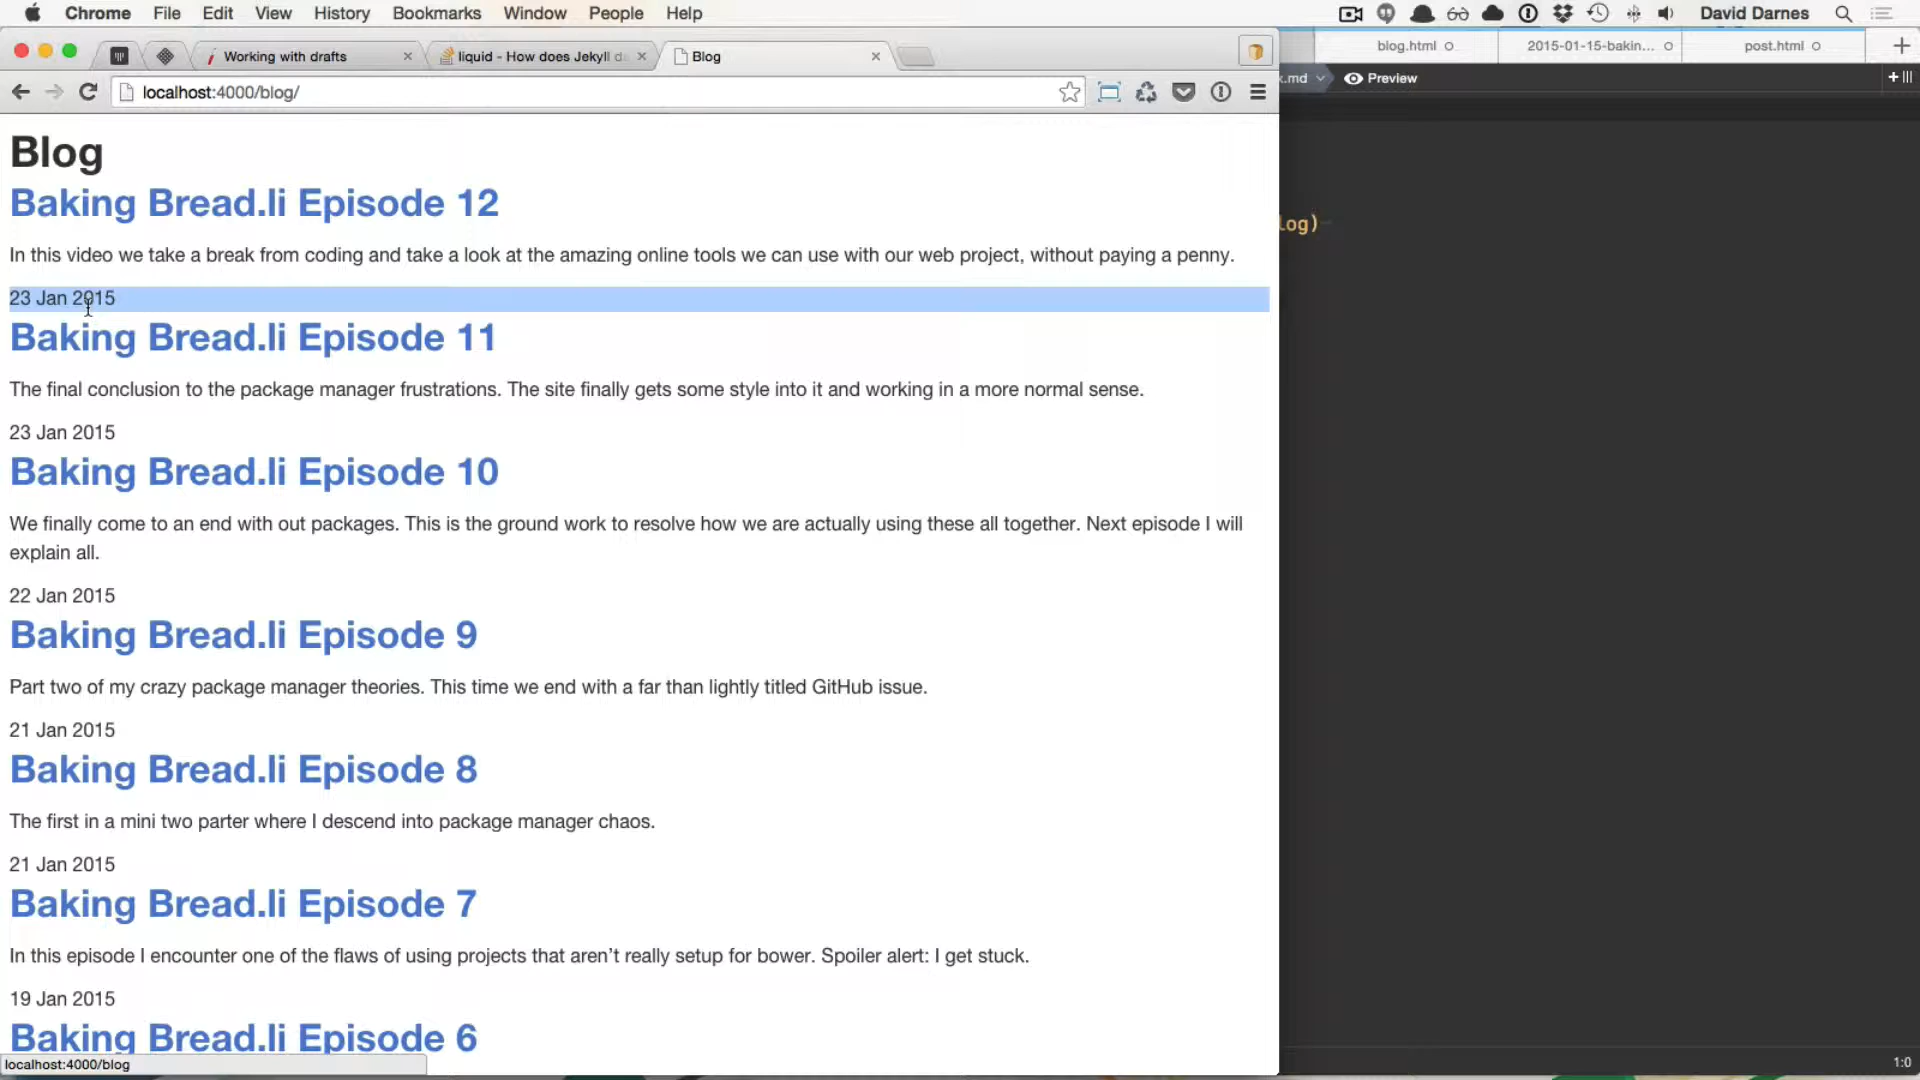 Chrome File Edit View History Bookmarks Window People Help David Darnes
Working with drafts
liquid - How does Jekyll d
Blog
blog.html
2015-01-15-bakin...
post.html
localhost:4000/blog/
.md
Preview
Blog
Baking Bread.li Episode 12
In this video we take a break from coding and take a look at the amazing online tools we can use with our web project, without paying a penny.
log)
23 Jan 2015
Baking Bread.li Episode 11
The final conclusion to the package manager frustrations. The site finally gets some style into it and working in a more normal sense.
23 Jan 2015
Baking Bread.li Episode 10
We finally come to an end with out packages. This is the ground work to resolve how we are actually using these all together. Next episode I will
explain all.
22 Jan 2015
Baking Bread.li Episode 9
Part two of my crazy package manager theories. This time we end with a far than lightly titled GitHub issue.
21 Jan 2015
Baking Bread.li Episode 8
The first in a mini two parter where I descend into package manager chaos.
21 Jan 2015
Baking Bread.li Episode 7
In this episode I encounter one of the flaws of using projects that aren't really setup for bower. Spoiler alert: I get stuck.
19 Jan 2015
Baking Bread.li Episode 6
localhost:4000/blog
1:0